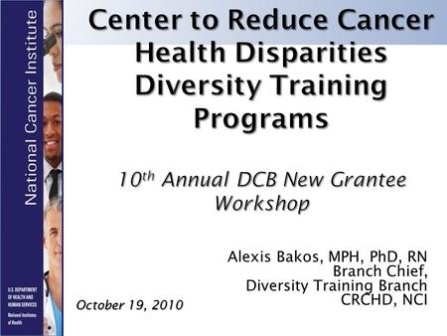 Center to Reduce Cancer
Health Disparities
Diversity Training
Programs
10th Annual DCB New Grantee
Workshop
Alexis Bakos, MPH, PhD, RN
Branch Chief,
Diversity Training Branch
CRCHD, NCI
October 19, 2010
National Cancer Institute
U.S. DEPARTMENT
OF HEALTH AND
HUMAN SERVICES
National Institutes
of Health